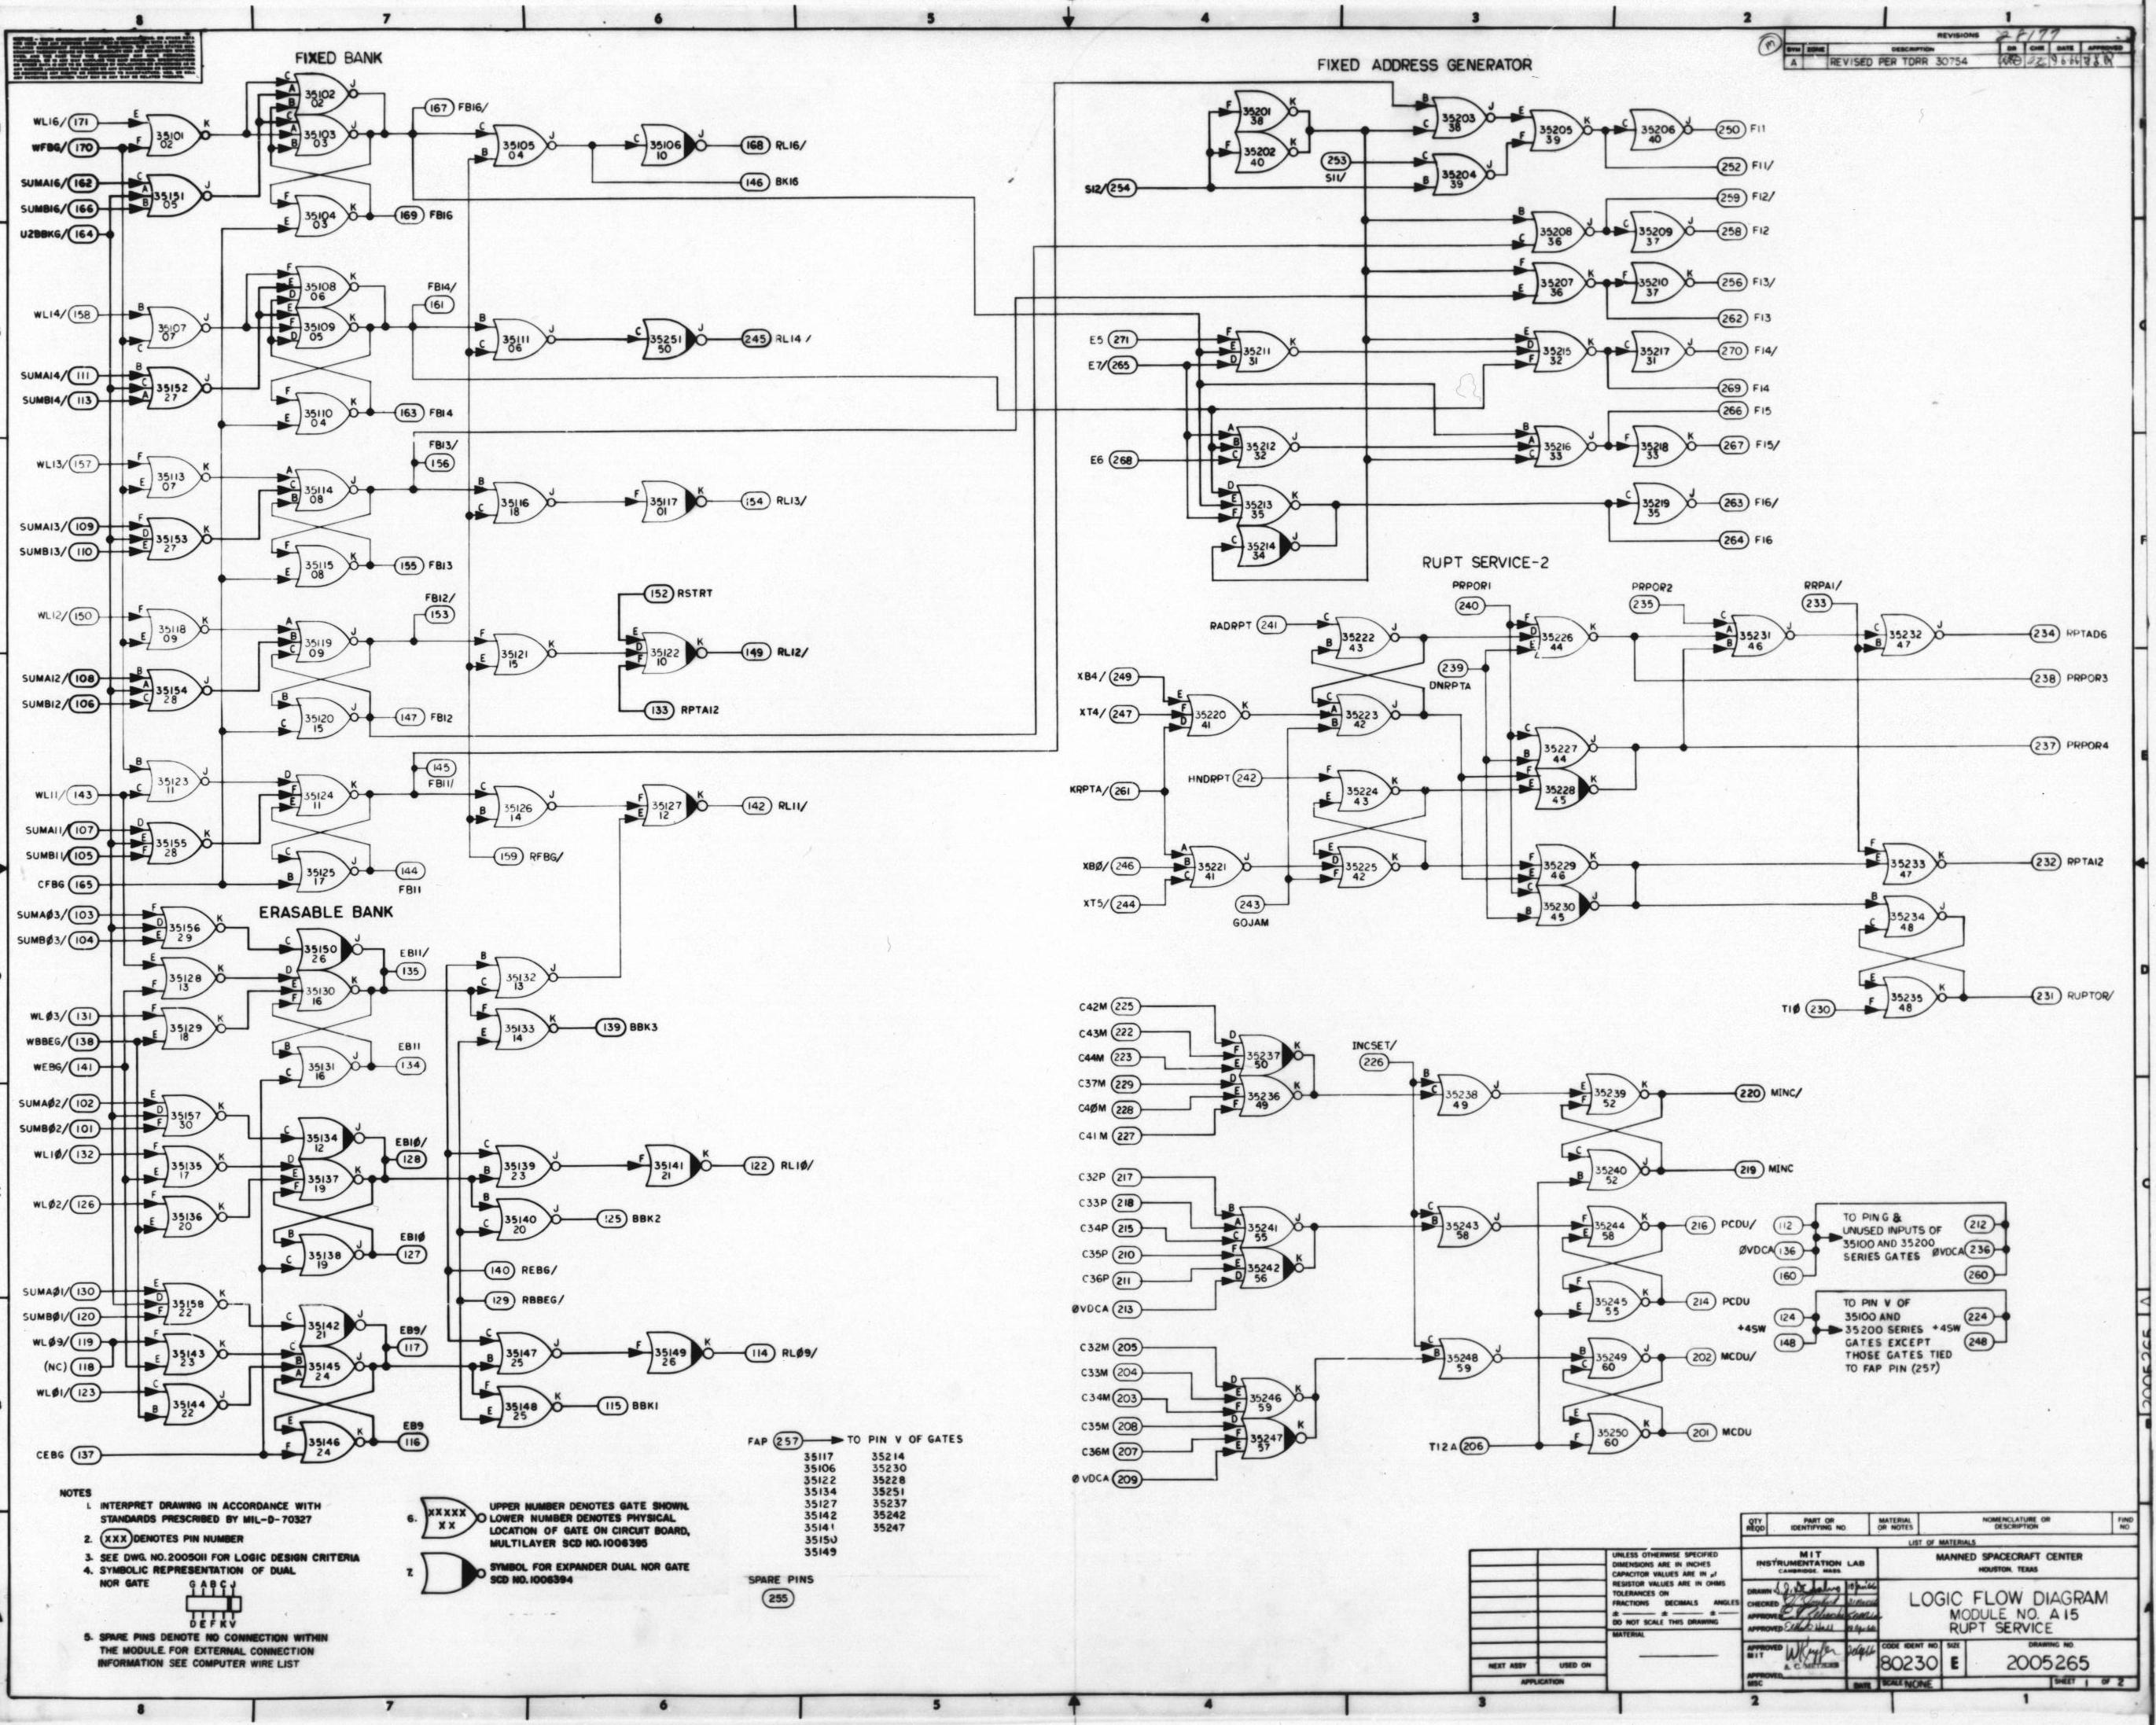 8 7 6 5 4 3 2 1
REVISIONS
28177
SYM ZONE DESCRIPTION DR CHK DATE APPROVED
A REVISED PER TDRR 30754
FIXED BANK
WL16/ 171
WFBG/ 170
SUMA16/ 162
SUMB16/ 166
U2BBKG/ 164
35101 02
35151 05
35102 02
35103 03
35104 03
167 FB16/
169 FB16
35105 04
35106 10
168 RL16/
146 BK16
WL14/ 158
SUMA14/ 111
SUMB14/ 113
35107 07
35152 27
35108 06
35109 05
35110 04
FB14/
161
163 FB14
35111 06
35251 50
245 RL14/
WL13/ 157
SUMA13/ 109
SUMB13/ 110
35113 07
35153 27
35114 08
35115 08
FB13/
156
155 FB13
35116 18
35117 01
154 RL13/
WL12/ 150
SUMA12/ 108
SUMB12/ 106
35118 09
35154 28
35119 09
35120 15
FB12/
153
147 FB12
35121 15
152 RSTRT
35122 10
149 RL12/
133 RPTA12
WL11/ 143
SUMA11/ 107
SUMB11/ 105
CFBG 165
35123 11
35155 28
35124 11
35125 17
145
FB11/
144
FB11
35126 14
35127 12
142 RL11/
159 RFBG/
ERASABLE BANK
SUMAØ3/ 103
SUMBØ3/ 104
WLØ3/ 131
WBBEG/ 138
WEBG/ 141
35156 29
35128 13
35129 18
35150 26
35130 16
35131 16
EB11/
135
EB11
134
35132 13
35133 14
139 BBK3
SUMAØ2/ 102
SUMBØ2/ 101
WL1Ø/ 132
WLØ2/ 126
35157 30
35135 17
35136 20
35134 12
35137 19
35138 19
EB1Ø/
128
EB1Ø
127
35139 23
35140 20
35141 21
122 RL1Ø/
125 BBK2
140 REBG/
129 RBBEG/
SUMAØ1/ 130
SUMBØ1/ 120
WLØ9/ 119
(NC) 118
WLØ1/ 123
CEBG 137
35158 22
35143 23
35144 22
35142 21
35145 24
35146 24
EB9/
117
EB9
116
35147 25
35148 25
35149 26
114 RLØ9/
115 BBK1
FIXED ADDRESS GENERATOR
S12/ 254
253
S11/
35201 38
35202 40
35203 38
35204 39
35205 39
35206 40
250 F11
252 F11/
259 F12/
35208 36
35209 37
258 F12
35207 36
35210 37
256 F13/
262 F13
E5 271
E7/ 265
35211 31
35215 32
35217 31
270 F14/
269 F14
266 F15
E6 268
35212 32
35216 33
35218 33
267 F15/
35213 35
35214 34
35219 35
263 F16/
264 F16
RUPT SERVICE-2
PRPOR1
240
PRPOR2
235
RRPA1/
233
RADRPT 241
35222 43
35226 44
35231 46
35232 47
234 RPTAD6
239
DNRPTA
238 PRPOR3
XB4/ 249
XT4/ 247
KRPTA/ 261
35220 41
35223 42
35227 44
35228 45
237 PRPOR4
HNDRPT 242
35224 43
XBØ/ 246
XT5/ 244
35221 41
35225 42
243
GOJAM
35229 46
35230 45
35233 47
232 RPTA12
35234 48
35235 48
T1Ø 230
231 RUPTOR/
C42M 225
C43M 222
C44M 223
C37M 229
C4ØM 228
C41M 227
35237 50
35236 49
INCSET/
226
35238 49
35239 52
35240 52
220 MINC/
219 MINC
C32P 217
C33P 218
C34P 215
C35P 210
C36P 211
ØVDCA 213
35241 55
35242 56
35243 58
35244 58
35245 55
216 PCDU/
214 PCDU
C32M 205
C33M 204
C34M 203
C35M 208
C36M 207
ØVDCA 209
35246 59
35247 57
35248 59
35249 60
35250 60
T12A 206
202 MCDU/
201 MCDU
112
ØVDCA 136
160
TO PIN G &
UNUSED INPUTS OF
35100 AND 35200
SERIES GATES ØVDCA
212
236
260
124
+4SW
148
TO PIN V OF
35100 AND
35200 SERIES +4SW
GATES EXCEPT
THOSE GATES TIED
TO FAP PIN (257)
224
248
FAP 257 TO PIN V OF GATES
35117 35214
35106 35230
35122 35228
35134 35251
35127 35237
35142 35242
35141 35247
35150
35149
SPARE PINS
255
NOTES
1. INTERPRET DRAWING IN ACCORDANCE WITH
STANDARDS PRESCRIBED BY MIL-D-70327
2. XXX DENOTES PIN NUMBER
3. SEE DWG. NO. 2005011 FOR LOGIC DESIGN CRITERIA
4. SYMBOLIC REPRESENTATION OF DUAL
NOR GATE
G A B C J
D E F K V
5. SPARE PINS DENOTE NO CONNECTION WITHIN
THE MODULE. FOR EXTERNAL CONNECTION
INFORMATION SEE COMPUTER WIRE LIST
6. XXXXX XX
UPPER NUMBER DENOTES GATE SHOWN.
LOWER NUMBER DENOTES PHYSICAL
LOCATION OF GATE ON CIRCUIT BOARD,
MULTILAYER SCD NO. 1006395
7. SYMBOL FOR EXPANDER DUAL NOR GATE
SCD NO. 1006394
QTY REQD
PART OR IDENTIFYING NO.
MATERIAL OR NOTES
NOMENCLATURE OR DESCRIPTION
FIND NO
LIST OF MATERIALS
UNLESS OTHERWISE SPECIFIED
DIMENSIONS ARE IN INCHES
CAPACITOR VALUES ARE IN µf
RESISTOR VALUES ARE IN OHMS
TOLERANCES ON
FRACTIONS DECIMALS ANGLES
DO NOT SCALE THIS DRAWING
MATERIAL
NEXT ASSY USED ON
APPLICATION
MIT
INSTRUMENTATION LAB
CAMBRIDGE, MASS
DRAWN
CHECKED
APPROVED
APPROVED
APPROVED MIT
APPROVED MSC
DATE
MANNED SPACECRAFT CENTER
HOUSTON, TEXAS
LOGIC FLOW DIAGRAM
MODULE NO. A15
RUPT SERVICE
CODE IDENT NO. SIZE DRAWING NO.
80230 E 2005265
SCALE NONE SHEET 1 OF 2
8 7 6 5 4 3 2 1